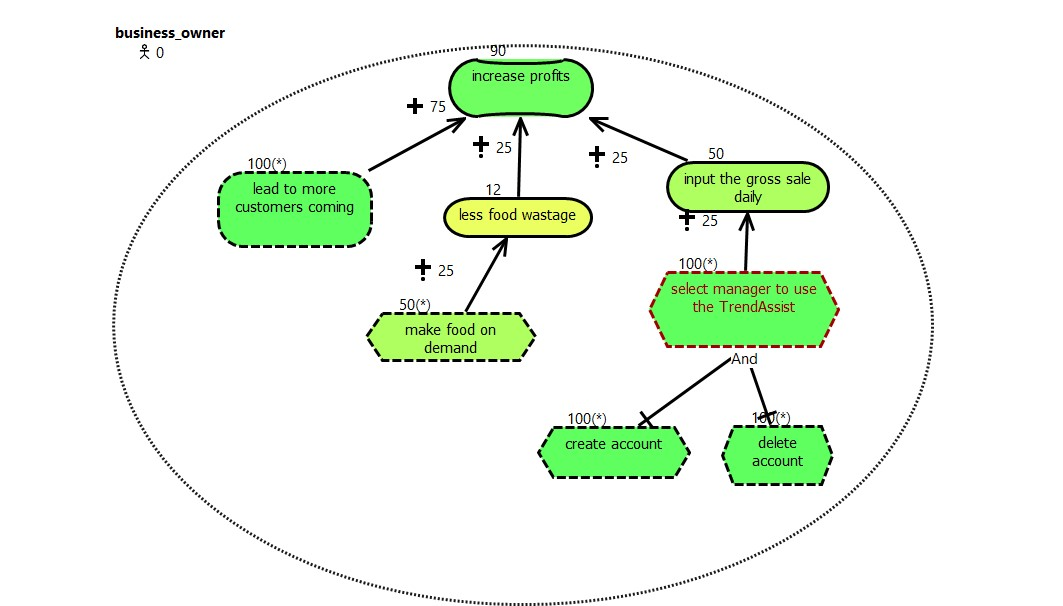 business_owner
0
90
increase profits
75
25
25
100(*)
lead to more
customers coming
12
less food wastage
50
input the gross sale
daily
25
25
100(*)
select manager to use
the TrendAssist
50(*)
make food on
demand
And
100(*)
create account
100(*)
delete
account